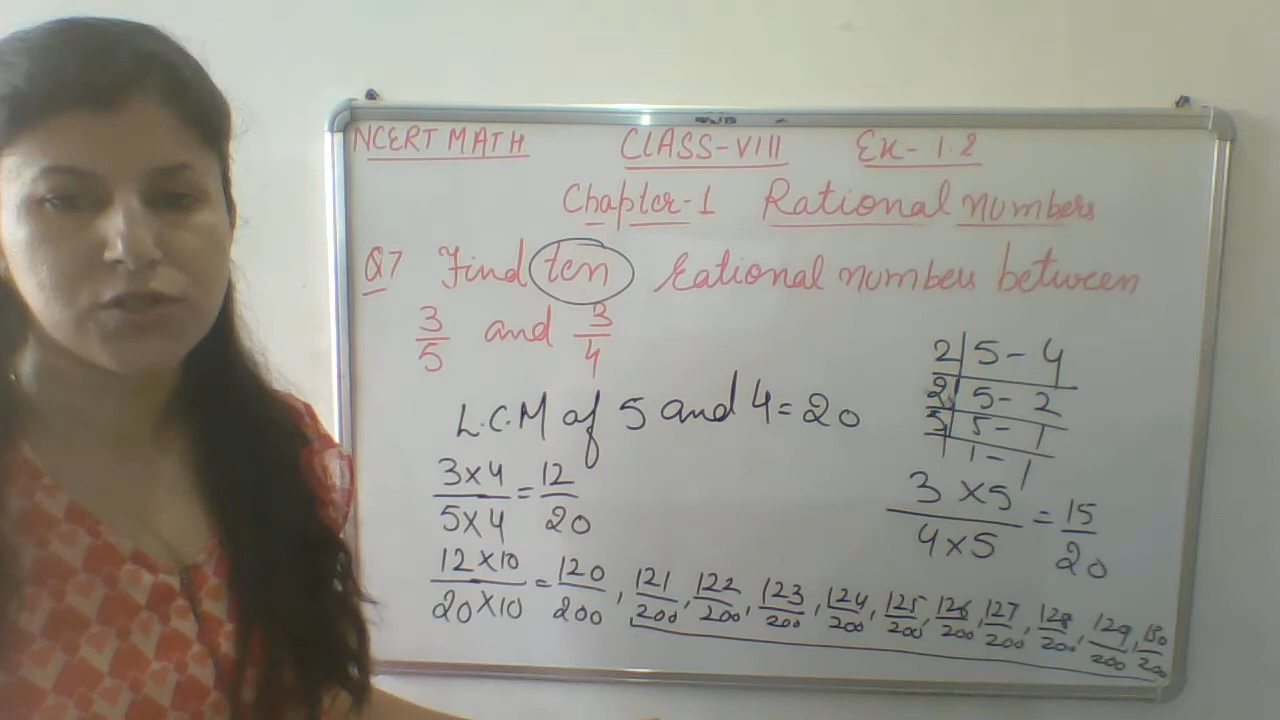 NCERT MATH CLASS-VIII Ex-1.2
Chapter-1 Rational numbers
Q7 Find ten Rational numbers between
3/5 and 3/4
2| 5-4
2| 5-2
5| 5-1
1-1
L.C.M of 5 and 4=20
3×4/5×4 = 12/20
3×5/4×5 = 15/20
12×10/20×10 = 120/200, 121/200, 122/200, 123/200, 124/200, 125/200, 126/200, 127/200, 128/200, 129/200, 130/200